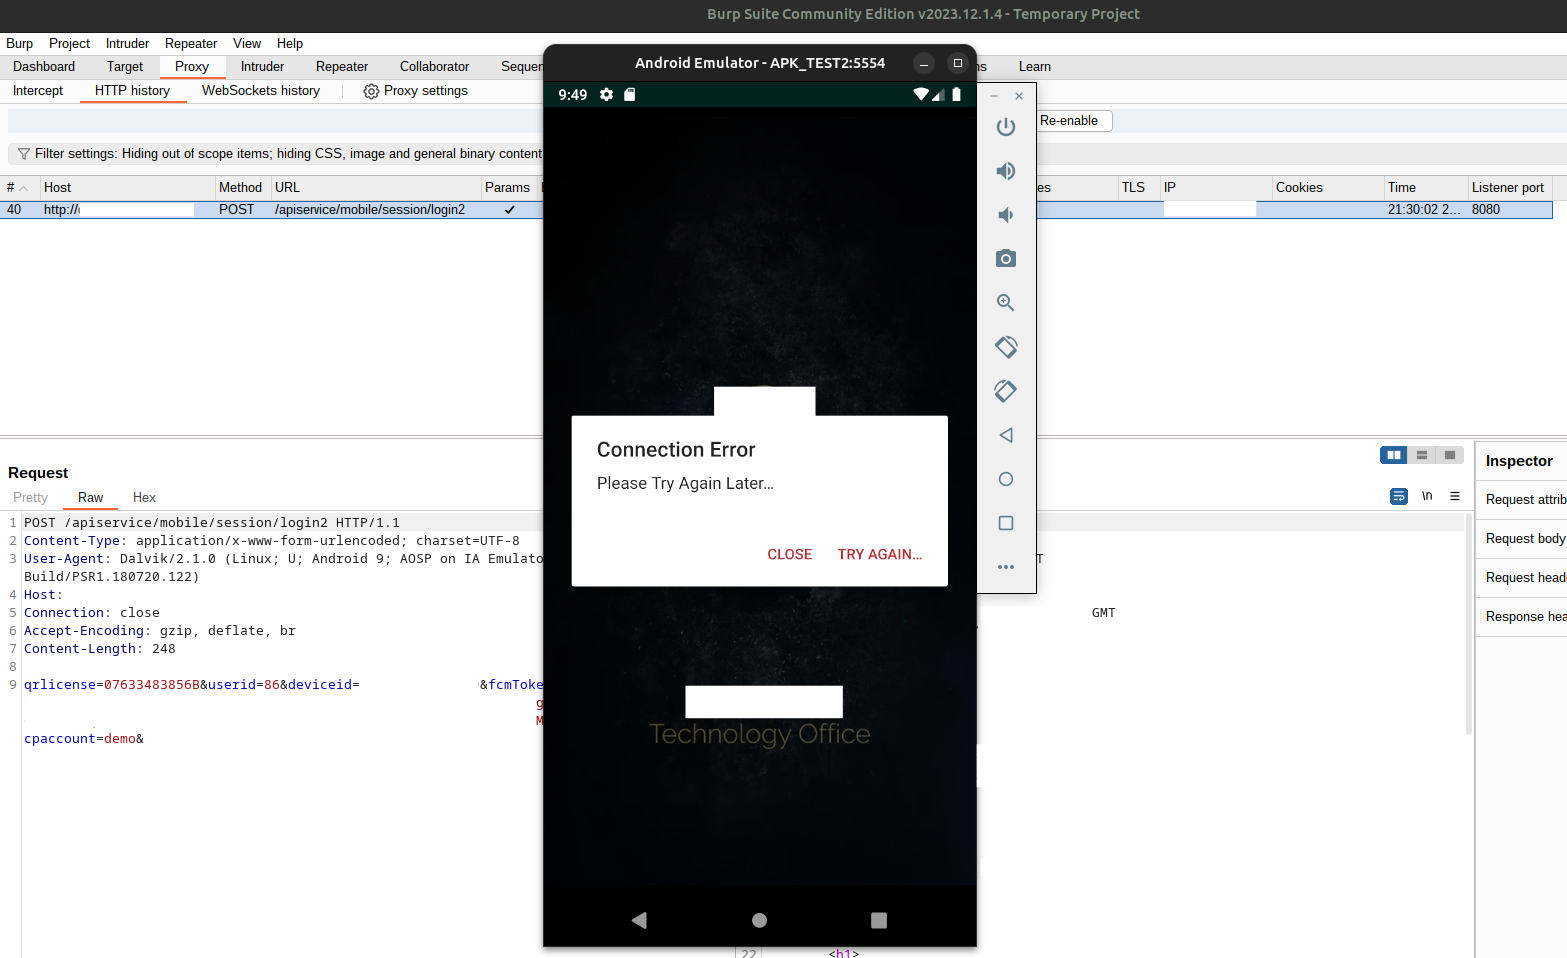 Burp Suite Community Edition v2023.12.1.4 - Temporary Project
Burp Project Intruder Repeater View Help
Dashboard Target Proxy Intruder Repeater Collaborator Learn
Intercept HTTP history WebSockets history Proxy settings
Re-enable
Filter settings: Hiding out of scope items; hiding CSS, image and general binary content
# Host Method URL Params TLS IP Cookies Time Listener port
40 http:// POST /apiservice/mobile/session/login2 21:30:02 2... 8080
Android Emulator - APK_TEST2:5554
9:49
Connection Error
Please Try Again Later...
CLOSE TRY AGAIN...
Technology Office
Request
Pretty Raw Hex
\n
1 POST /apiservice/mobile/session/login2 HTTP/1.1
2 Content-Type: application/x-www-form-urlencoded; charset=UTF-8
3 User-Agent: Dalvik/2.1.0 (Linux; U; Android 9; AOSP on IA
Build/PSR1.180720.122)
4 Host:
5 Connection: close
6 Accept-Encoding: gzip, deflate, br
7 Content-Length: 248
8
9 qrlicense=07633483856B&userid=86&deviceid= &fcmToke
g
M
cpaccount=demo&
T
GMT
22 <h1>
Inspector
Request
Request body
Request
Response